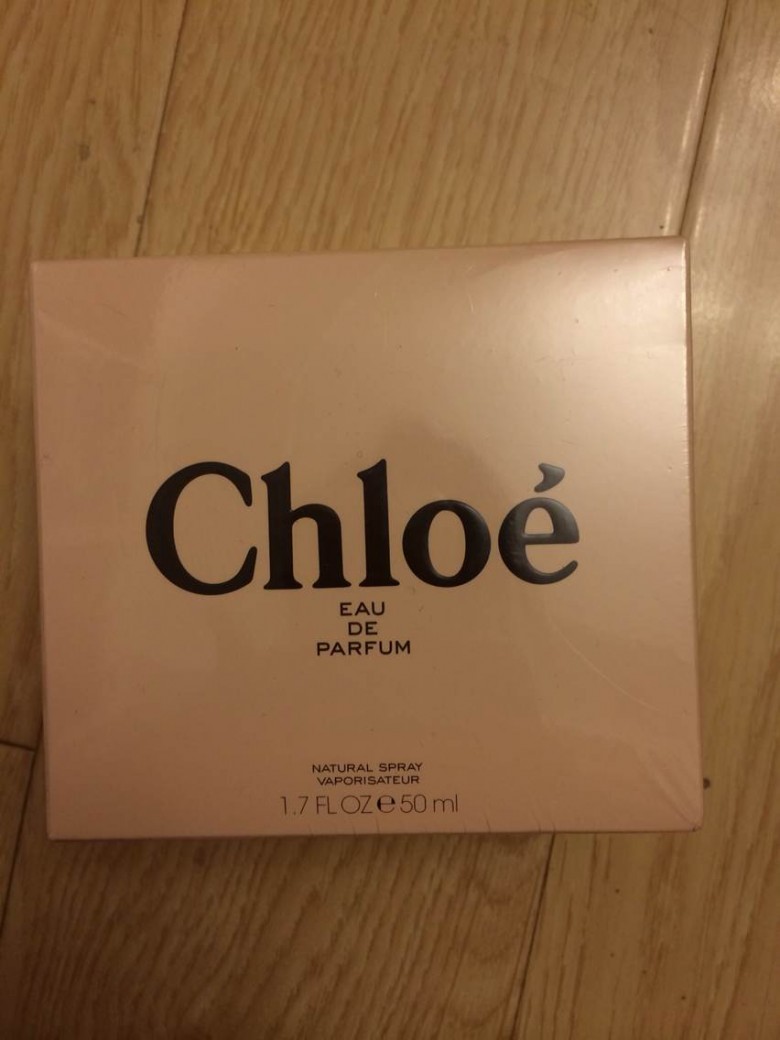 Chloé
EAU
DE
PARFUM
NATURAL SPRAY
VAPORISATEUR
1.7 FL OZ e 50 ml